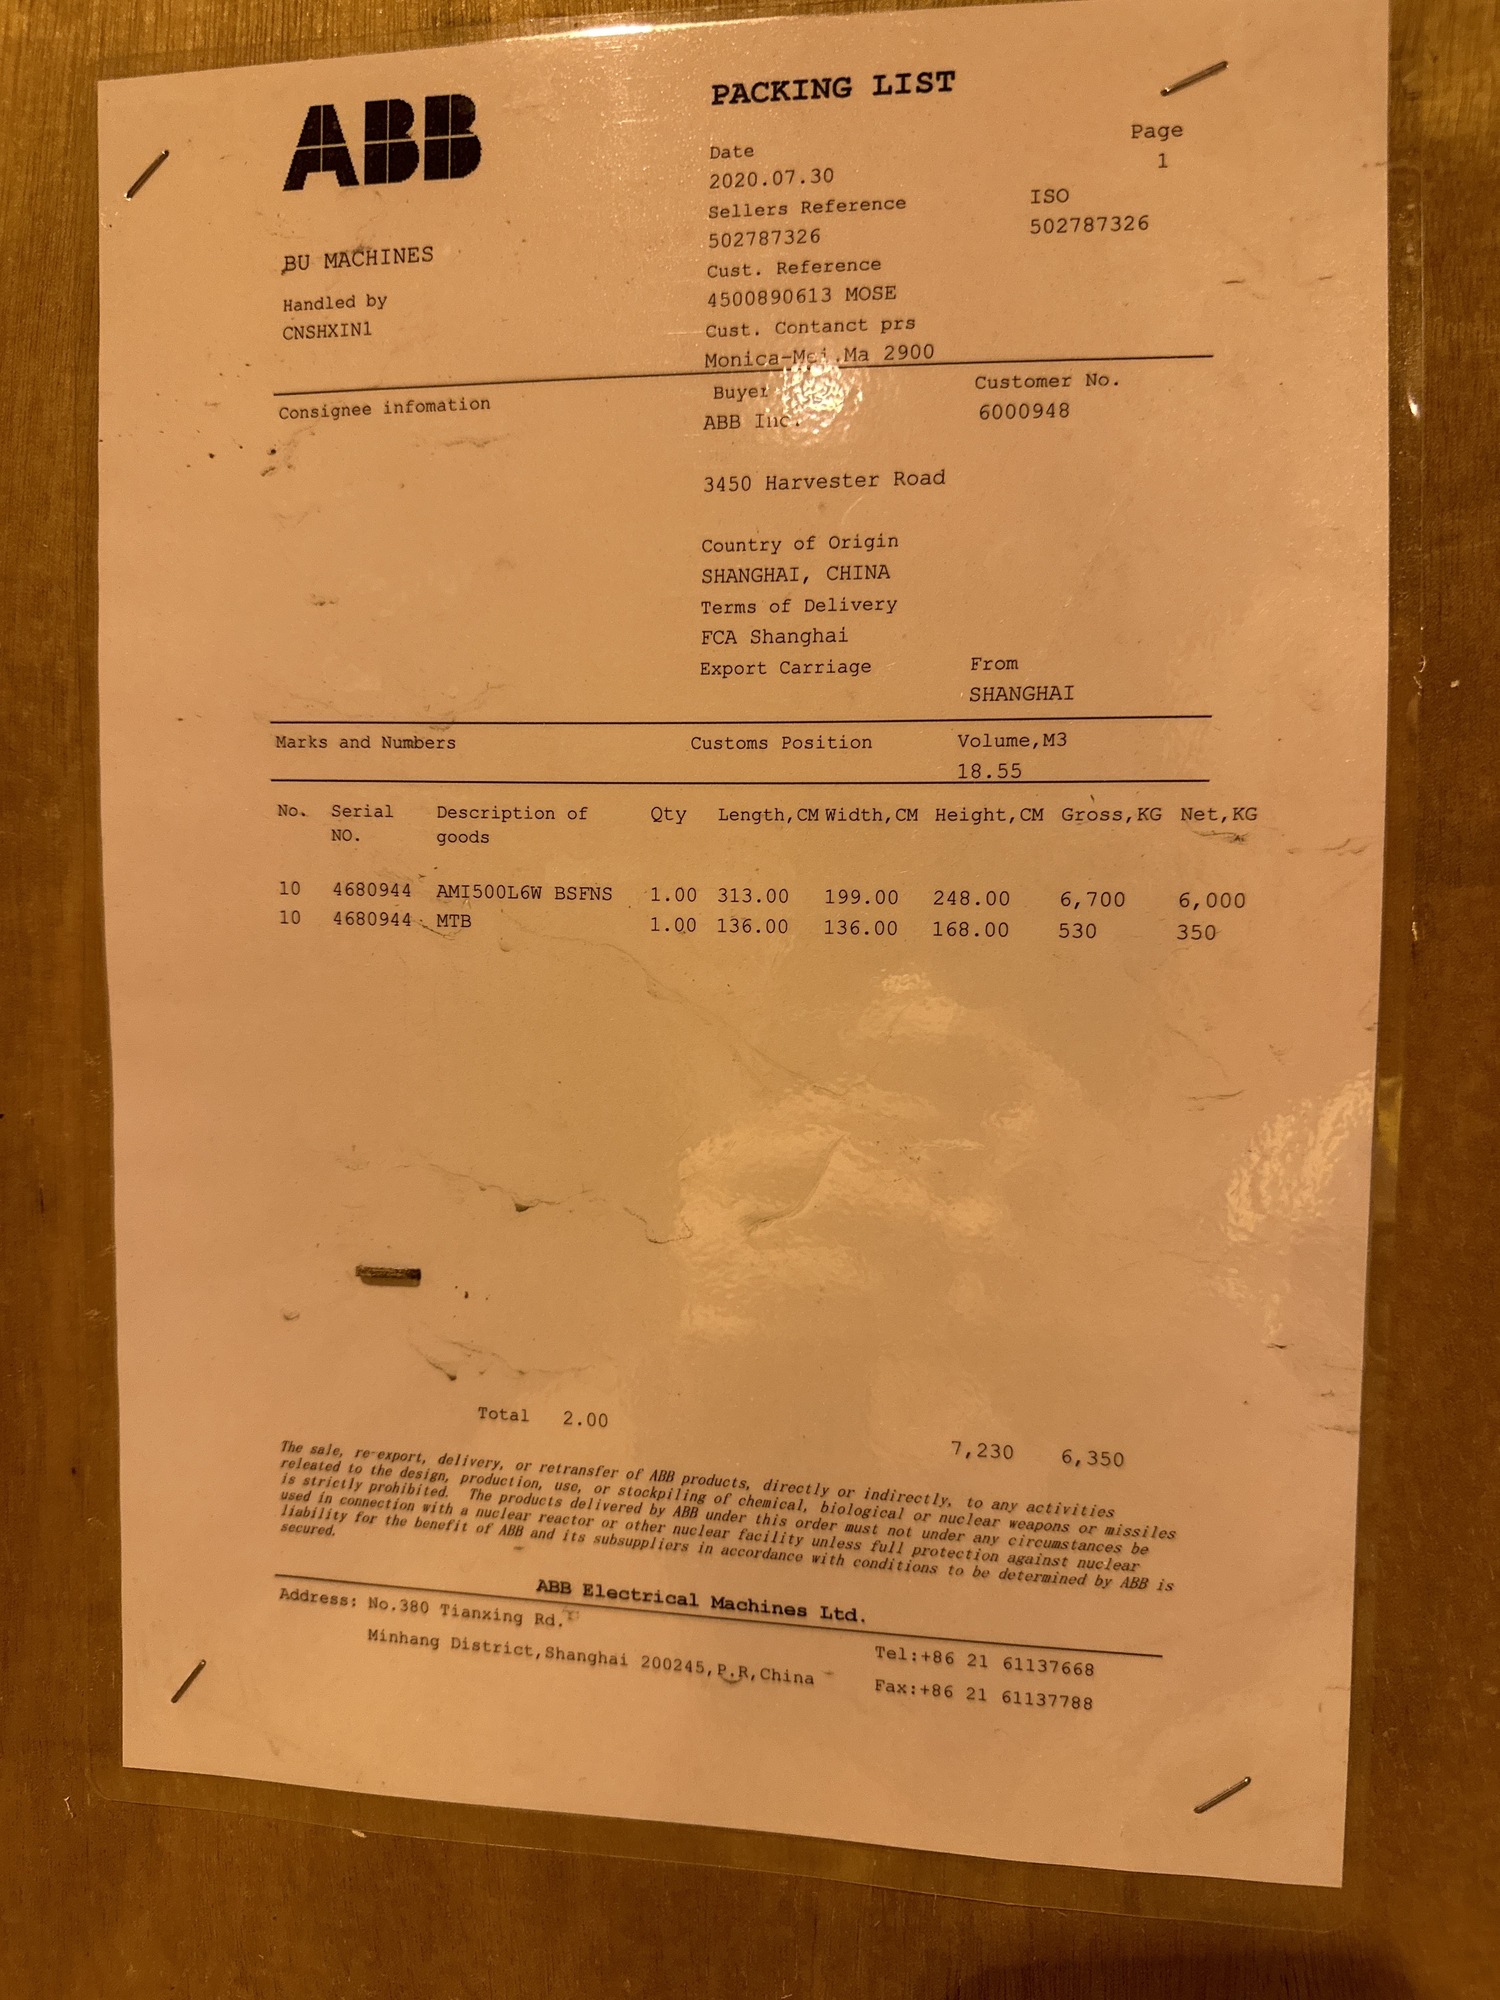 ABB
PACKING LIST
Page
1
Date
2020.07.30
Sellers Reference
ISO
502787326
502787326
BU MACHINES
Cust. Reference
4500890613 MOSE
Handled by
CNSHXIN1
Cust. Contanct prs
Monica-Mei.Ma 2900
Consignee infomation
Buyer
Customer No.
ABB Inc.
6000948
3450 Harvester Road
Country of Origin
SHANGHAI, CHINA
Terms of Delivery
FCA Shanghai
Export Carriage
From
SHANGHAI
Marks and Numbers Customs Position Volume,M3
18.55
No. Serial NO. Description of goods Qty Length,CM Width,CM Height,CM Gross,KG Net,KG
10 4680944 AMI500L6W BSFNS 1.00 313.00 199.00 248.00 6,700 6,000
10 4680944 MTB 1.00 136.00 136.00 168.00 530 350
Total 2.00 7,230 6,350
The sale, re-export, delivery, or retransfer of ABB products, directly or indirectly, to any activities
releated to the design, production, use, or stockpiling of chemical, biological or nuclear weapons or missiles
is strictly prohibited. The products delivered by ABB under this order must not under any circumstances be
used in connection with a nuclear reactor or other nuclear facility unless full protection against nuclear
liability for the benefit of ABB and its subsuppliers in accordance with conditions to be determined by ABB is
secured.
ABB Electrical Machines Ltd.
Address: No.380 Tianxing Rd.
Minhang District,Shanghai 200245,P.R,China
Tel:+86 21 61137668
Fax:+86 21 61137788